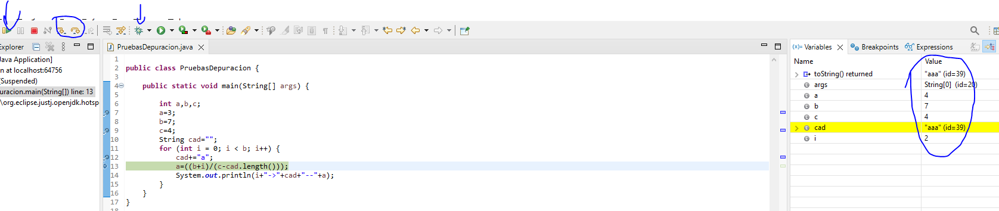 Explorer
PruebasDepuracion.java
Variables
Breakpoints
Expressions
Java Application]
n at localhost:64756
(Suspended)
uracion.main(String[]) line: 13
\org.eclipse.justj.openjdk.hotsp
1
2 public class PruebasDepuracion {
3
4 public static void main(String[] args) {
5
6 int a,b,c;
7 a=3;
8 b=7;
9 c=4;
10 String cad="";
11 for (int i = 0; i < b; i++) {
12 cad+="a";
13 a=((b+i)/(c-cad.length()));
14 System.out.println(i+"->"+cad+"--"+a);
15 }
16 }
17 }
Name Value
toString() returned "aaa" (id=39)
args String[0] (id=20)
a 4
b 7
c 4
cad "aaa" (id=39)
i 2